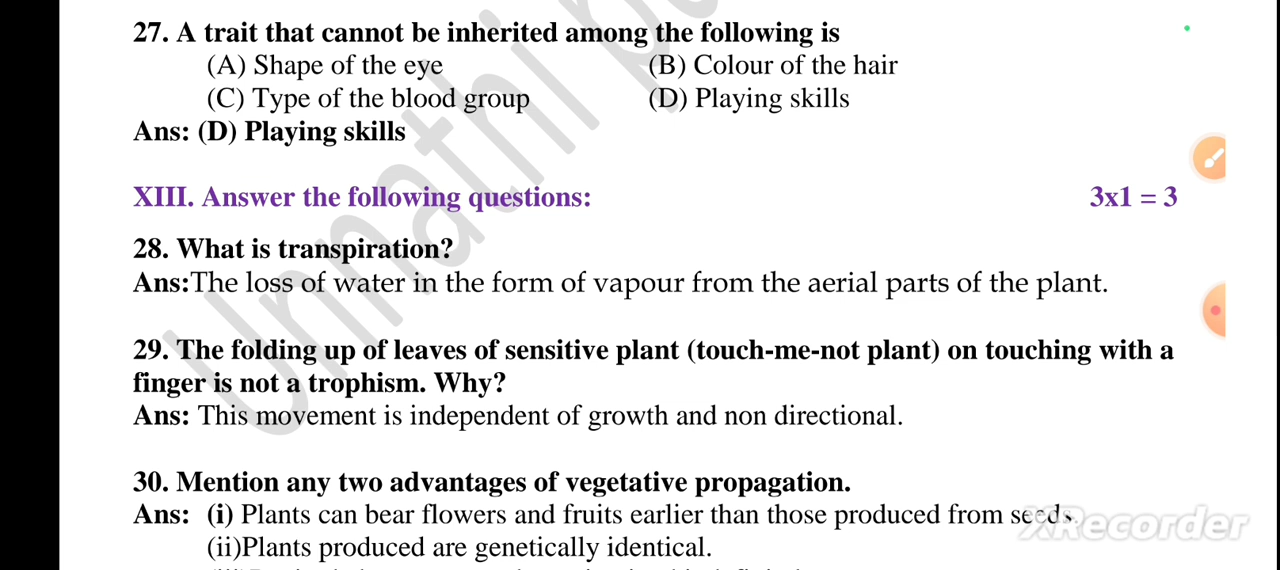 27. A trait that cannot be inherited among the following is
(A) Shape of the eye (B) Colour of the hair
(C) Type of the blood group (D) Playing skills
Ans: (D) Playing skills
XIII. Answer the following questions: 3x1 = 3
28. What is transpiration?
Ans:The loss of water in the form of vapour from the aerial parts of the plant.
29. The folding up of leaves of sensitive plant (touch-me-not plant) on touching with a
finger is not a trophism. Why?
Ans: This movement is independent of growth and non directional.
30. Mention any two advantages of vegetative propagation.
Ans: (i) Plants can bear flowers and fruits earlier than those produced from seeds.
(ii)Plants produced are genetically identical.
XRecorder
Unnathi